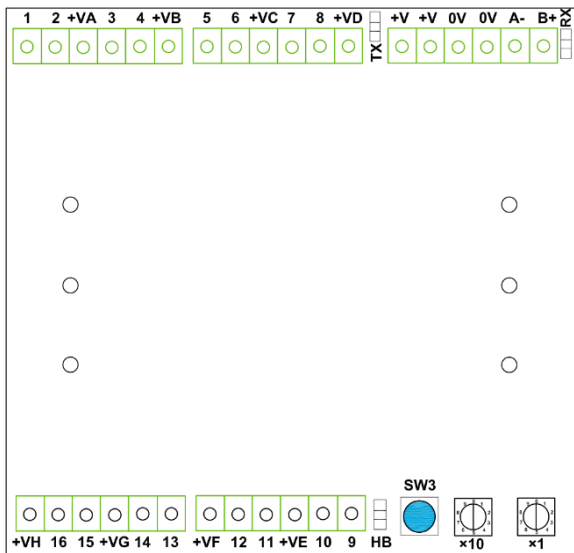 1 2 +VA 3 4 +VB 5 6 +VC 7 8 +VD TX +V +V 0V 0V A- B+ RX
SW3
+VH 16 15 +VG 14 13 +VF 12 11 +VE 10 9 HB ×10 ×1